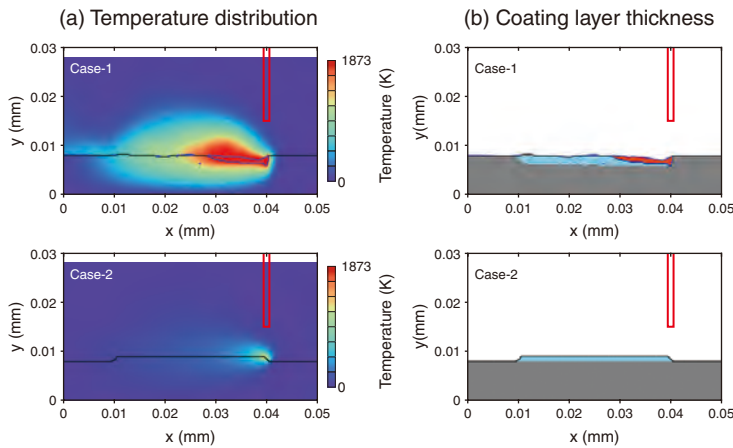 (a) Temperature distribution
(b) Coating layer thickness
0.03
0.02
0.01
0
y (mm)
Case-1
0 0.01 0.02 0.03 0.04 0.05
x (mm)
1873
0
Temperature (K)
0.03
0.02
0.01
0
y (mm)
Case-1
0 0.01 0.02 0.03 0.04 0.05
x (mm)
0.03
0.02
0.01
0
y (mm)
Case-2
0 0.01 0.02 0.03 0.04 0.05
x (mm)
1873
0
Temperature (K)
0.03
0.02
0.01
0
y(mm)
Case-2
0 0.01 0.02 0.03 0.04 0.05
x (mm)